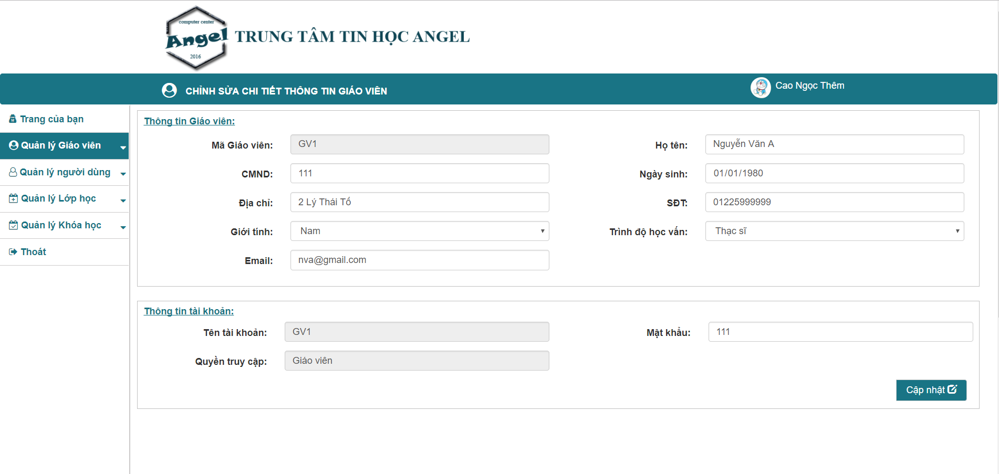 computer center
Angel
2016
TRUNG TÂM TIN HỌC ANGEL
CHỈNH SỬA CHI TIẾT THÔNG TIN GIÁO VIÊN
Cao Ngọc Thêm
Trang của bạn
Quản lý Giáo viên
Quản lý người dùng
Quản lý Lớp học
Quản lý Khóa học
Thoát
Thông tin Giáo viên:
Mã Giáo viên: GV1 Họ tên: Nguyễn Văn A
CMND: 111 Ngày sinh: 01/01/1980
Địa chỉ: 2 Lý Thái Tổ SĐT: 01225999999
Giới tính: Nam Trình độ học vấn: Thạc sĩ
Email: nva@gmail.com
Thông tin tài khoản:
Tên tài khoản: GV1 Mật khẩu: 111
Quyền truy cập: Giáo viên
Cập nhật